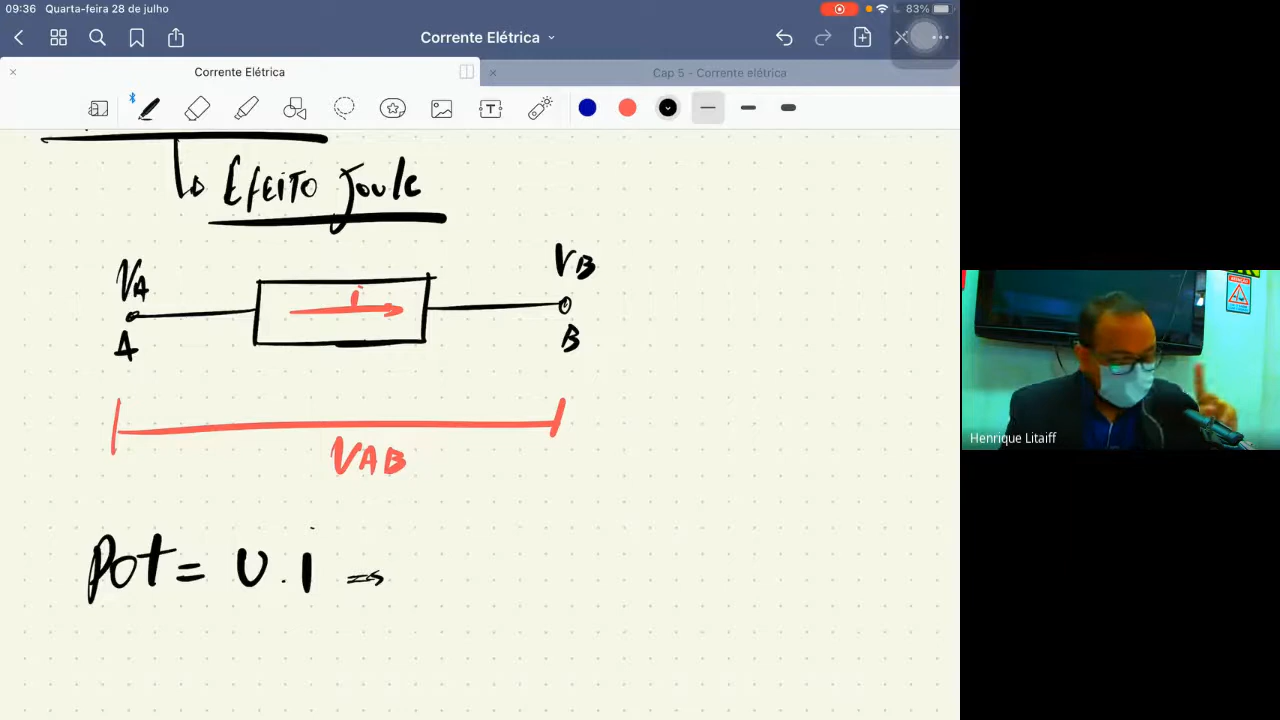 09:36 Quarta-feira 28 de julho
83%
Corrente Elétrica
Corrente Elétrica
Cap 5 - Corrente elétrica
Efeito Joule
VA
VB
i
A
B
VAB
Pot = U . i ⇒
Henrique Litaiff